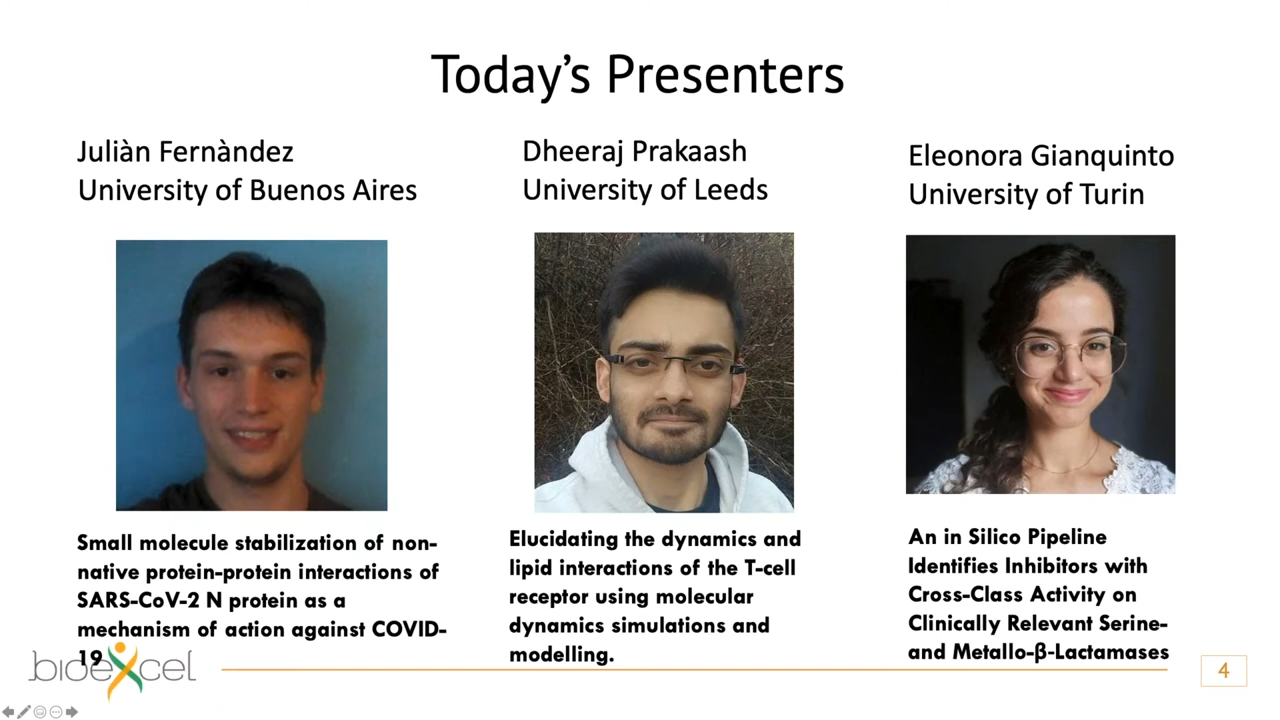 Today's Presenters
Juliàn Fernàndez
University of Buenos Aires
Small molecule stabilization of non-
native protein-protein interactions of
SARS-CoV-2 N protein as a
mechanism of action against COVID-
19
Dheeraj Prakaash
University of Leeds
Elucidating the dynamics and
lipid interactions of the T-cell
receptor using molecular
dynamics simulations and
modelling.
Eleonora Gianquinto
University of Turin
An in Silico Pipeline
Identifies Inhibitors with
Cross-Class Activity on
Clinically Relevant Serine-
and Metallo-β-Lactamases
bioexcel
4